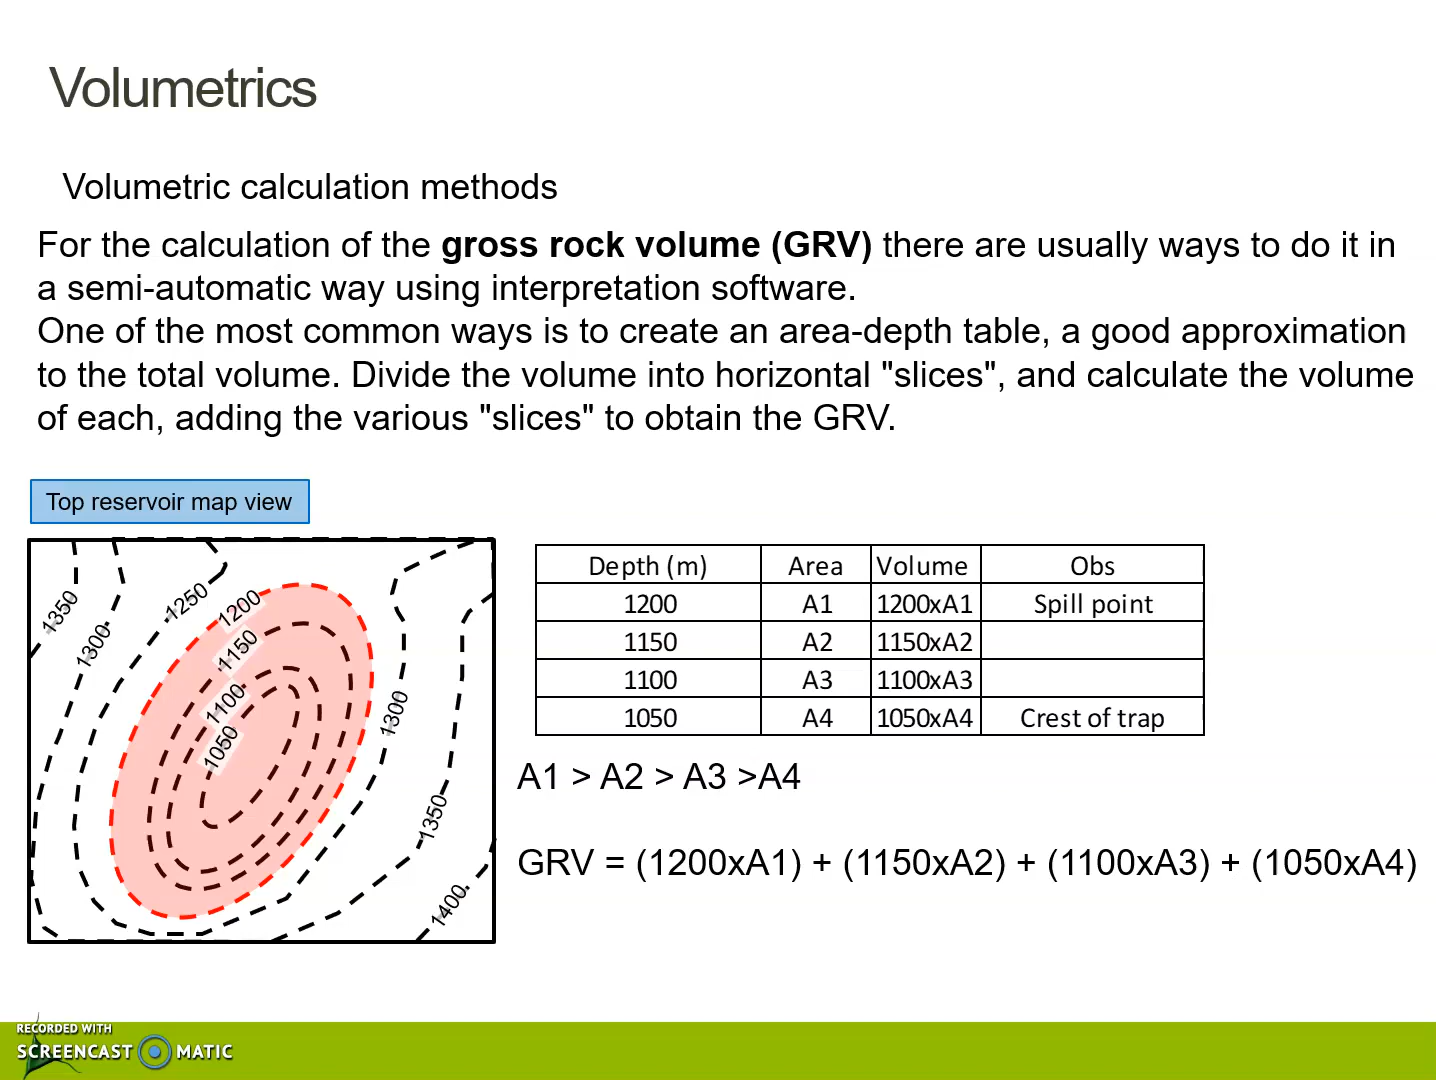 Volumetrics
Volumetric calculation methods
For the calculation of the gross rock volume (GRV) there are usually ways to do it in
a semi-automatic way using interpretation software.
One of the most common ways is to create an area-depth table, a good approximation
to the total volume. Divide the volume into horizontal "slices", and calculate the volume
of each, adding the various "slices" to obtain the GRV.
Top reservoir map view
1350
1300
1250
1200
1150
1100
1050
1300
1350
1400
Depth (m) Area Volume Obs
1200 A1 1200xA1 Spill point
1150 A2 1150xA2
1100 A3 1100xA3
1050 A4 1050xA4 Crest of trap
A1 > A2 > A3 >A4
GRV = (1200xA1) + (1150xA2) + (1100xA3) + (1050xA4)
RECORDED WITH
SCREENCAST MATIC